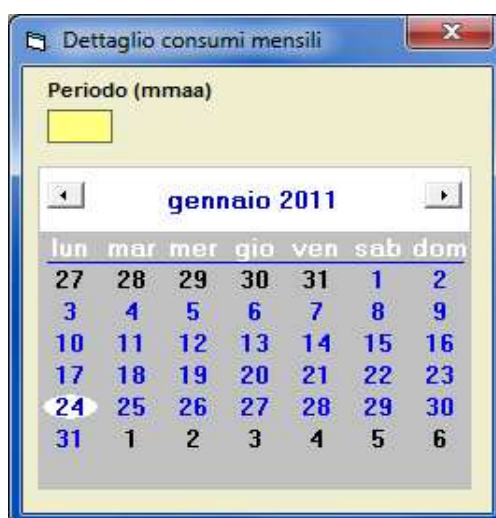 Dettaglio consumi mensili
Periodo (mmaa)
gennaio 2011
lun mar mer gio ven sab dom
27 28 29 30 31 1 2
3 4 5 6 7 8 9
10 11 12 13 14 15 16
17 18 19 20 21 22 23
24 25 26 27 28 29 30
31 1 2 3 4 5 6